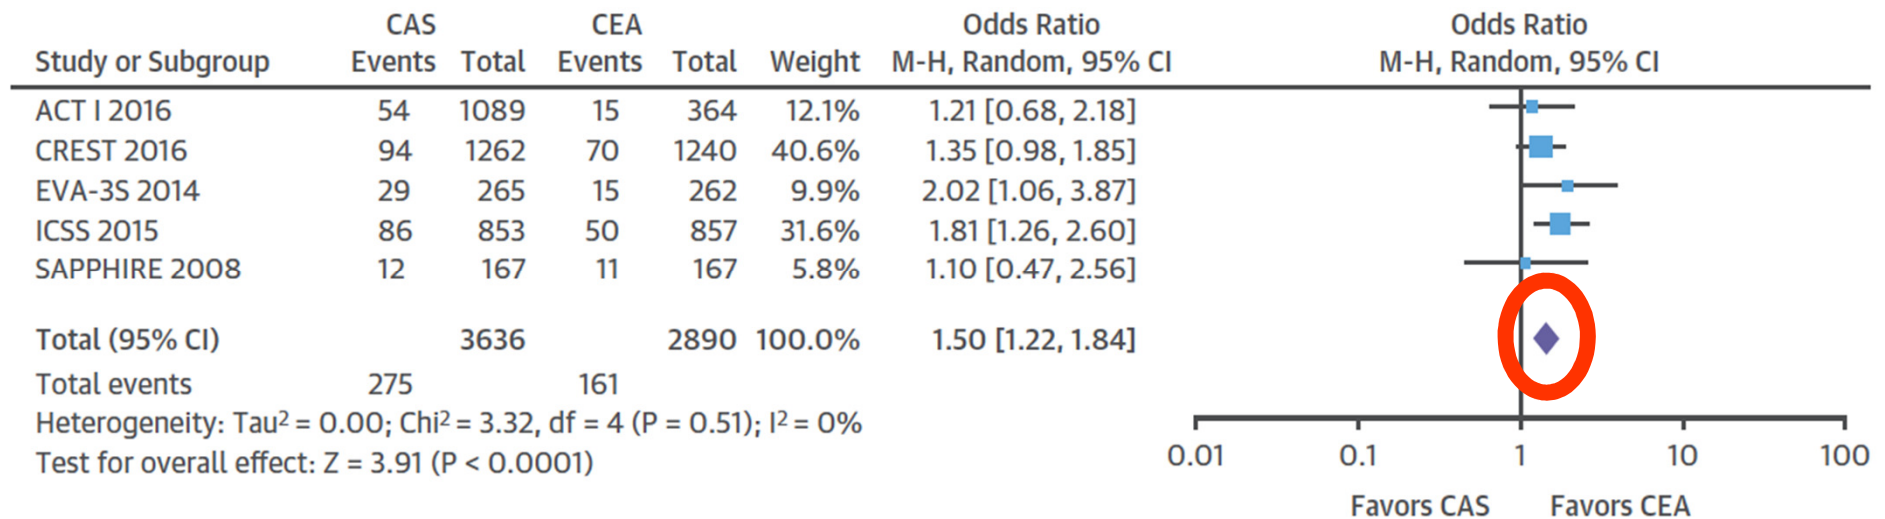 CAS CEA Odds Ratio Odds Ratio
Study or Subgroup Events Total Events Total Weight M-H, Random, 95% CI M-H, Random, 95% CI
ACT I 2016 54 1089 15 364 12.1% 1.21 [0.68, 2.18]
CREST 2016 94 1262 70 1240 40.6% 1.35 [0.98, 1.85]
EVA-3S 2014 29 265 15 262 9.9% 2.02 [1.06, 3.87]
ICSS 2015 86 853 50 857 31.6% 1.81 [1.26, 2.60]
SAPPHIRE 2008 12 167 11 167 5.8% 1.10 [0.47, 2.56]
Total (95% CI) 3636 2890 100.0% 1.50 [1.22, 1.84]
Total events 275 161
Heterogeneity: Tau² = 0.00; Chi² = 3.32, df = 4 (P = 0.51); I² = 0%
Test for overall effect: Z = 3.91 (P < 0.0001)
0.01 0.1 1 10 100
Favors CAS Favors CEA